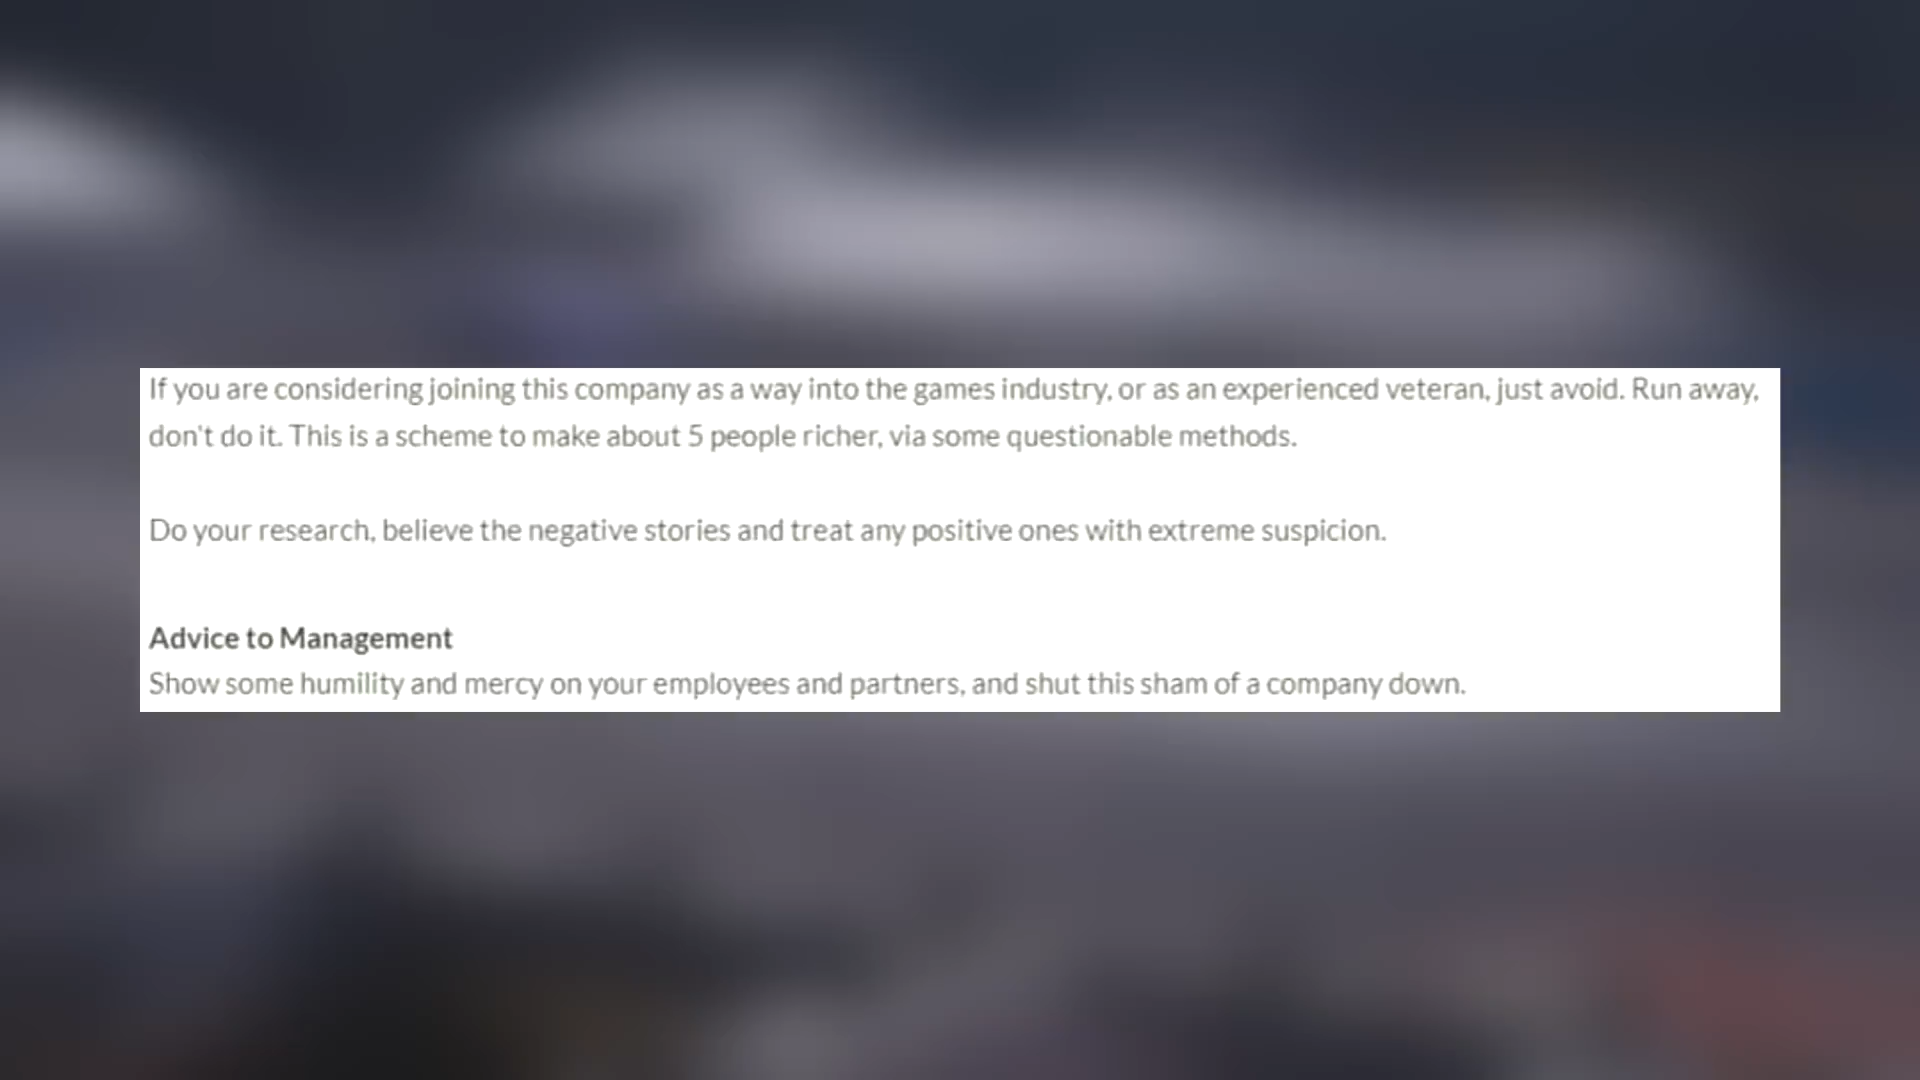 If you are considering joining this company as a way into the games industry, or as an experienced veteran, just avoid. Run away,
don't do it. This is a scheme to make about 5 people richer, via some questionable methods.
Do your research, believe the negative stories and treat any positive ones with extreme suspicion.
Advice to Management
Show some humility and mercy on your employees and partners, and shut this sham of a company down.